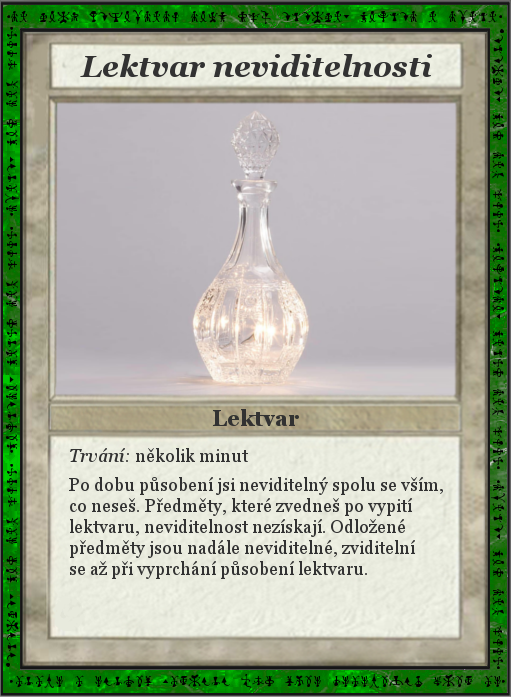 Lektvar neviditelnosti
Lektvar
Trvání: několik minut
Po dobu působení jsi neviditelný spolu se vším,
co neseš. Předměty, které zvedneš po vypití
lektvaru, neviditelnost nezískají. Odložené
předměty jsou nadále neviditelné, zviditelní
se až při vyprchání působení lektvaru.